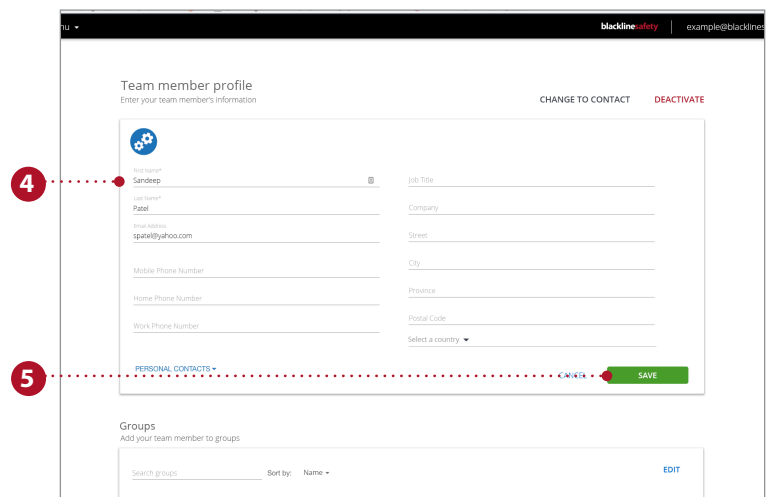 nu
blacklinesafety
example@blacklines
Team member profile
Enter your team member's information
CHANGE TO CONTACT
DEACTIVATE
4
First Name*
Sandeep
Last Name*
Patel
Email Address
spatel@yahoo.com
Mobile Phone Number
Home Phone Number
Work Phone Number
Job Title
Company
Street
City
Province
Postal Code
Select a country
5
PERSONAL CONTACTS
CANCEL
SAVE
Groups
Add your team member to groups
Search groups
Sort by: Name
EDIT